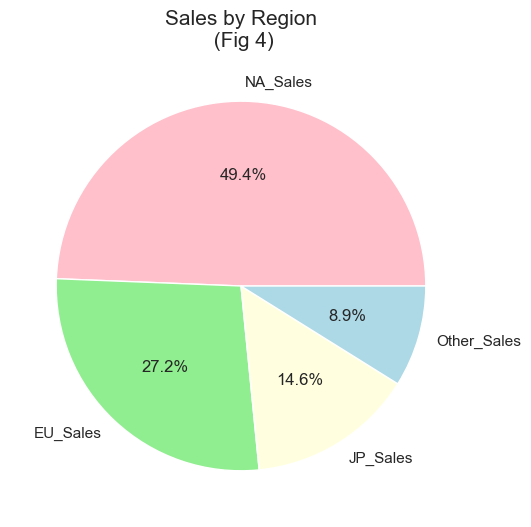 Sales by Region
(Fig 4)
NA_Sales
49.4%
8.9%
Other_Sales
27.2%
14.6%
EU_Sales
JP_Sales